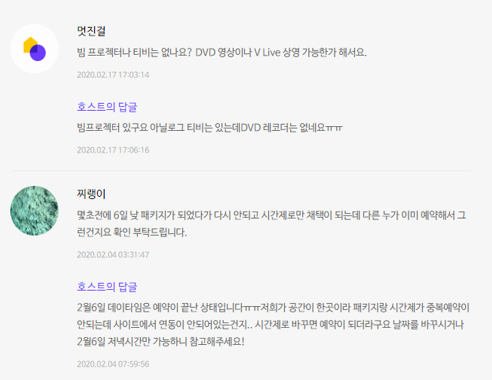 멋진걸
빔 프로젝터나 티비는 없나요? DVD 영상이나 V Live 상영 가능한가 해서요.
2020.02.17 17:03:14
호스트의 답글
빔프로젝터 있구요 아닐로그 티비는 있는데DVD 레코더는 없네요ㅠㅠ
2020.02.17 17:06:16
찌랭이
몇초전에 6일 낮 패키지가 되었다가 다시 안되고 시간제로만 채택이 되는데 다른 누가 이미 예약해서 그
런건지요 확인 부탁드립니다.
2020.02.04 03:31:47
호스트의 답글
2월6일 데이타임은 예약이 끝난 상태입니다ㅠㅠ저희가 공간이 한곳이라 패키지랑 시간제가 중복예약이
안되는데 사이트에서 연동이 안되어있는건지.. 시간제로 바꾸면 예약이 되더라구요 날짜를 바꾸시거나
2월6일 저녁시간만 가능하니 참고해주세요!
2020.02.04 07:59:56